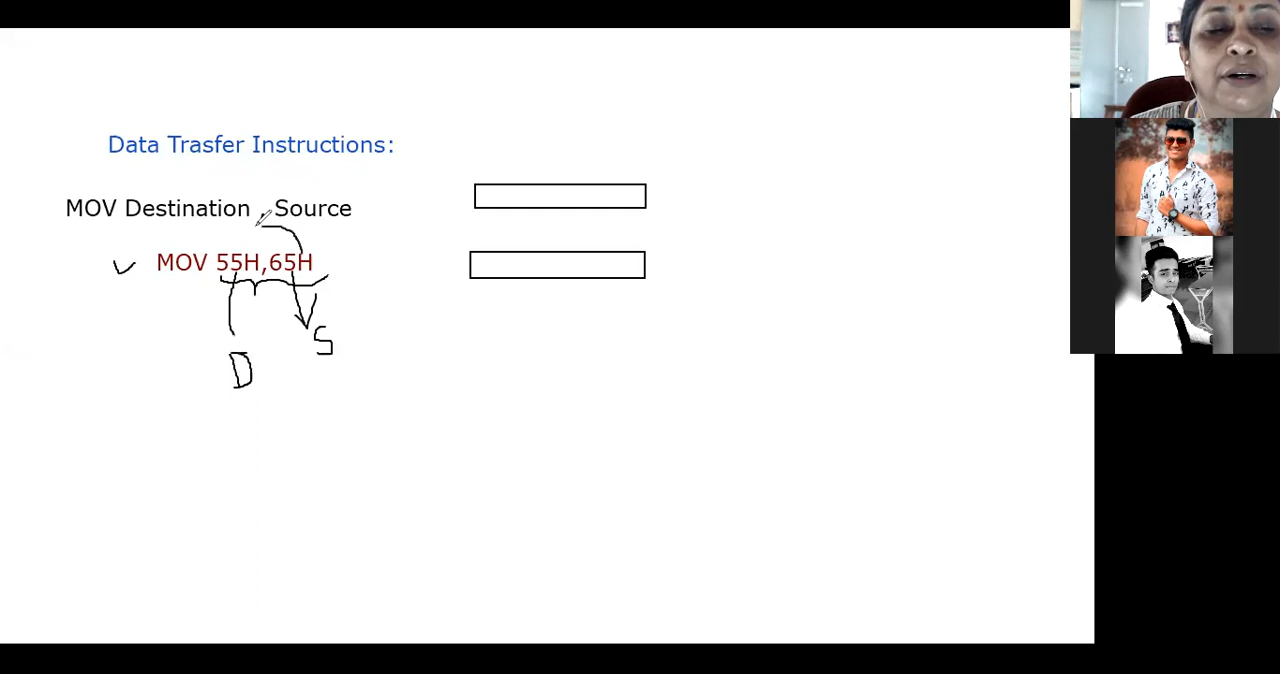 Data Trasfer Instructions:
MOV Destination , Source
MOV 55H,65H
S
D